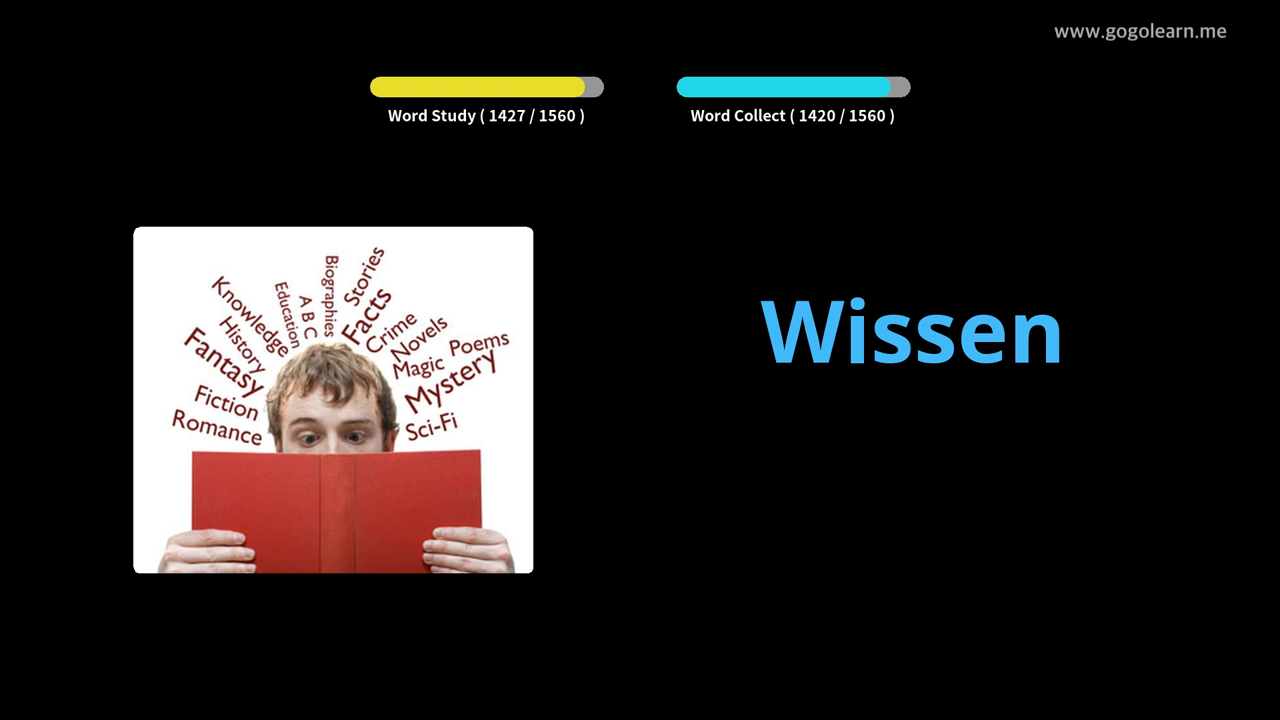 www.gogolearn.me
Word Study ( 1427 / 1560 )
Word Collect ( 1420 / 1560 )
Wissen
Knowledge
Education
A B C
Biographies
Stories
Facts
Crime
Novels
Poems
Magic
Mystery
Sci-Fi
History
Fantasy
Fiction
Romance